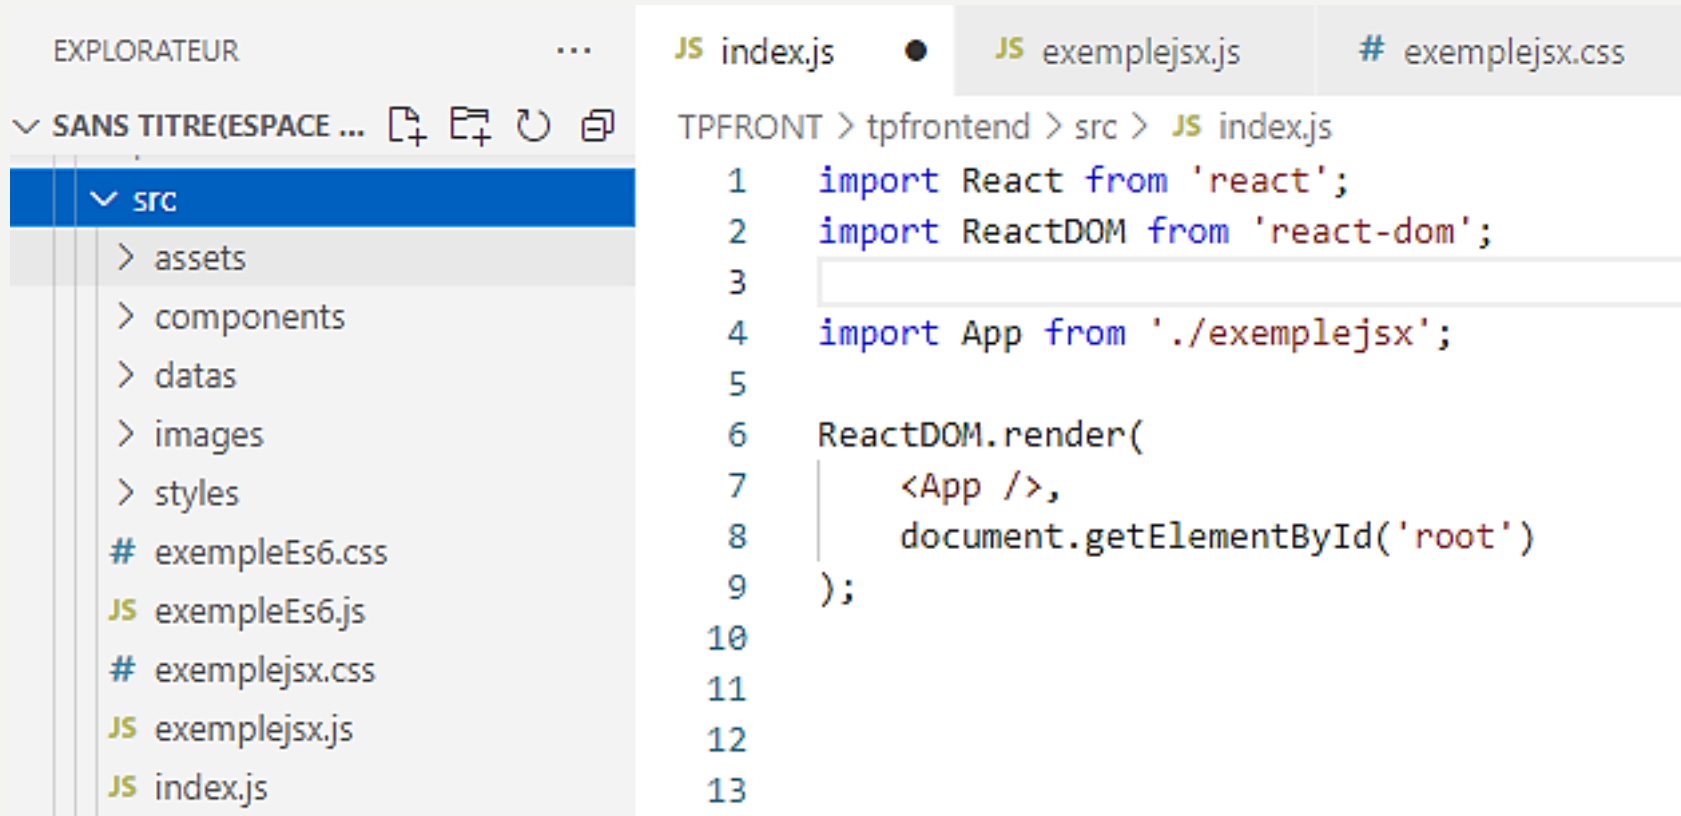 EXPLORATEUR ...
SANS TITRE(ESPACE ...
src
assets
components
datas
images
styles
# exempleEs6.css
JS exempleEs6.js
# exemplejsx.css
JS exemplejsx.js
JS index.js
JS index.js ● JS exemplejsx.js # exemplejsx.css
TPFRONT > tpfrontend > src > JS index.js
1 import React from 'react';
2 import ReactDOM from 'react-dom';
3
4 import App from './exemplejsx';
5
6 ReactDOM.render(
7 <App />,
8 document.getElementById('root')
9 );
10
11
12
13